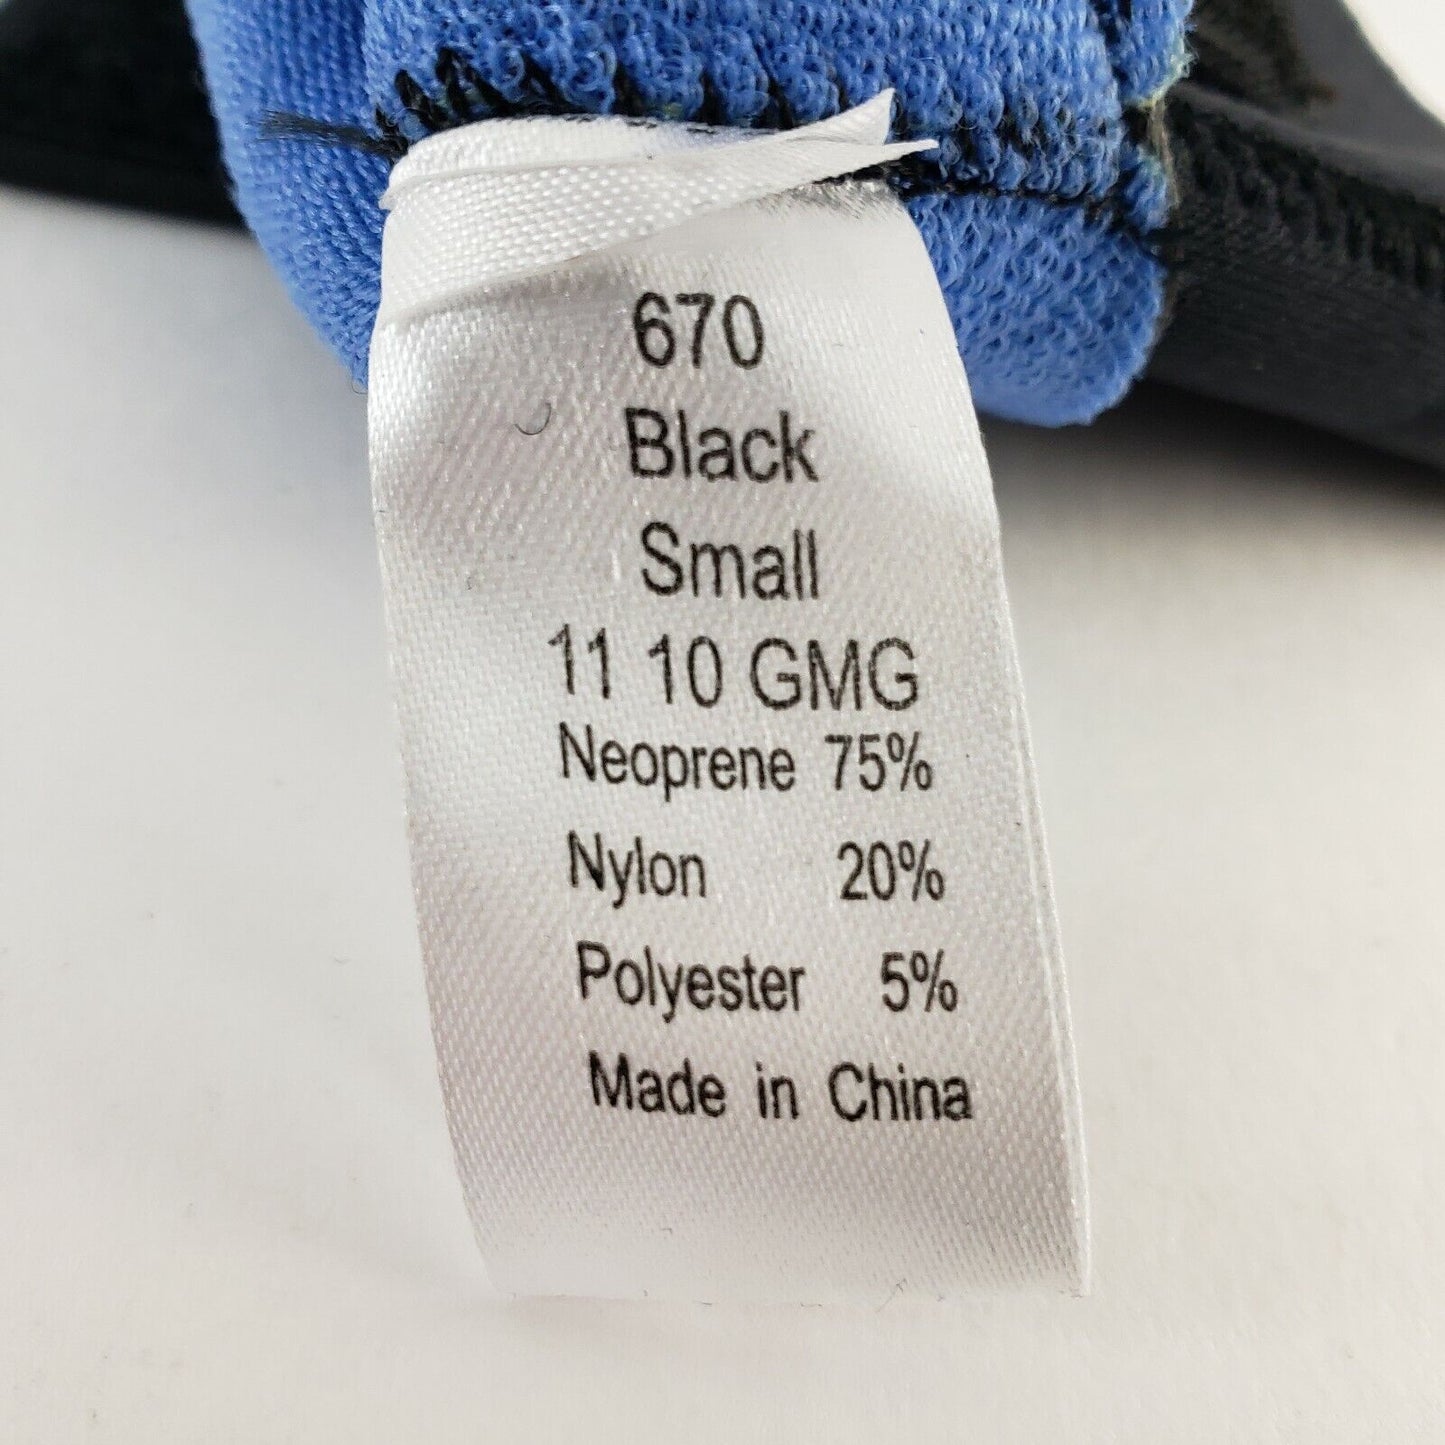 670
Black
Small
11 10 GMG
Neoprene 75%
Nylon 20%
Polyester 5%
Made in China